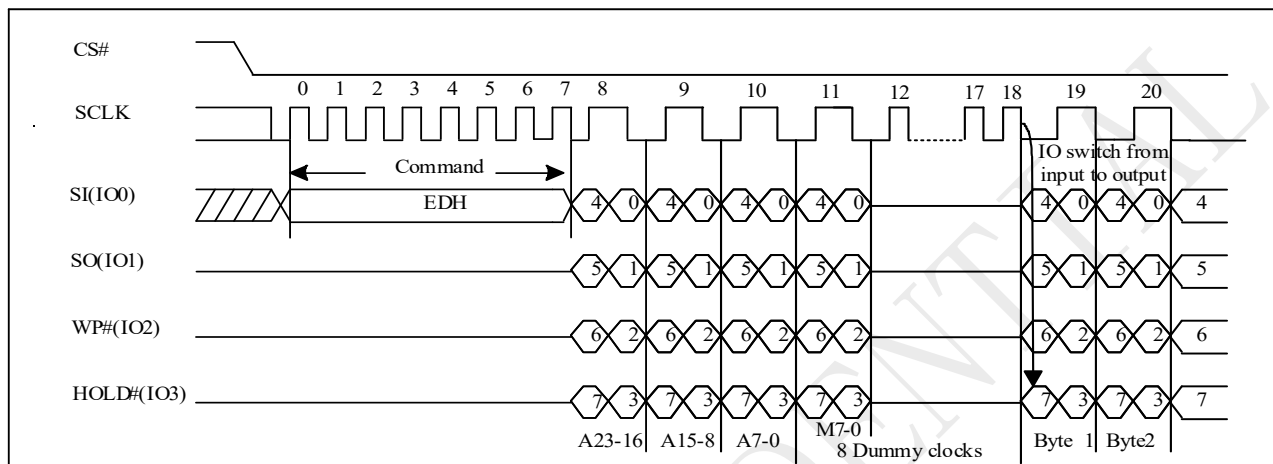 CS#
0 1 2 3 4 5 6 7 8 9 10 11 12 17 18 19 20
SCLK
Command
IO switch from
input to output
SI(IO0) EDH 4 0 4 0 4 0 4 0 4 0 4 0 4
SO(IO1) 5 1 5 1 5 1 5 1 5 1 5 1 5
WP#(IO2) 6 2 6 2 6 2 6 2 6 2 6 2 6
HOLD#(IO3) 7 3 7 3 7 3 7 3 7 3 7 3 7
A23-16 A15-8 A7-0 M7-0 Byte 1 Byte2
8 Dummy clocks
DENTIAL